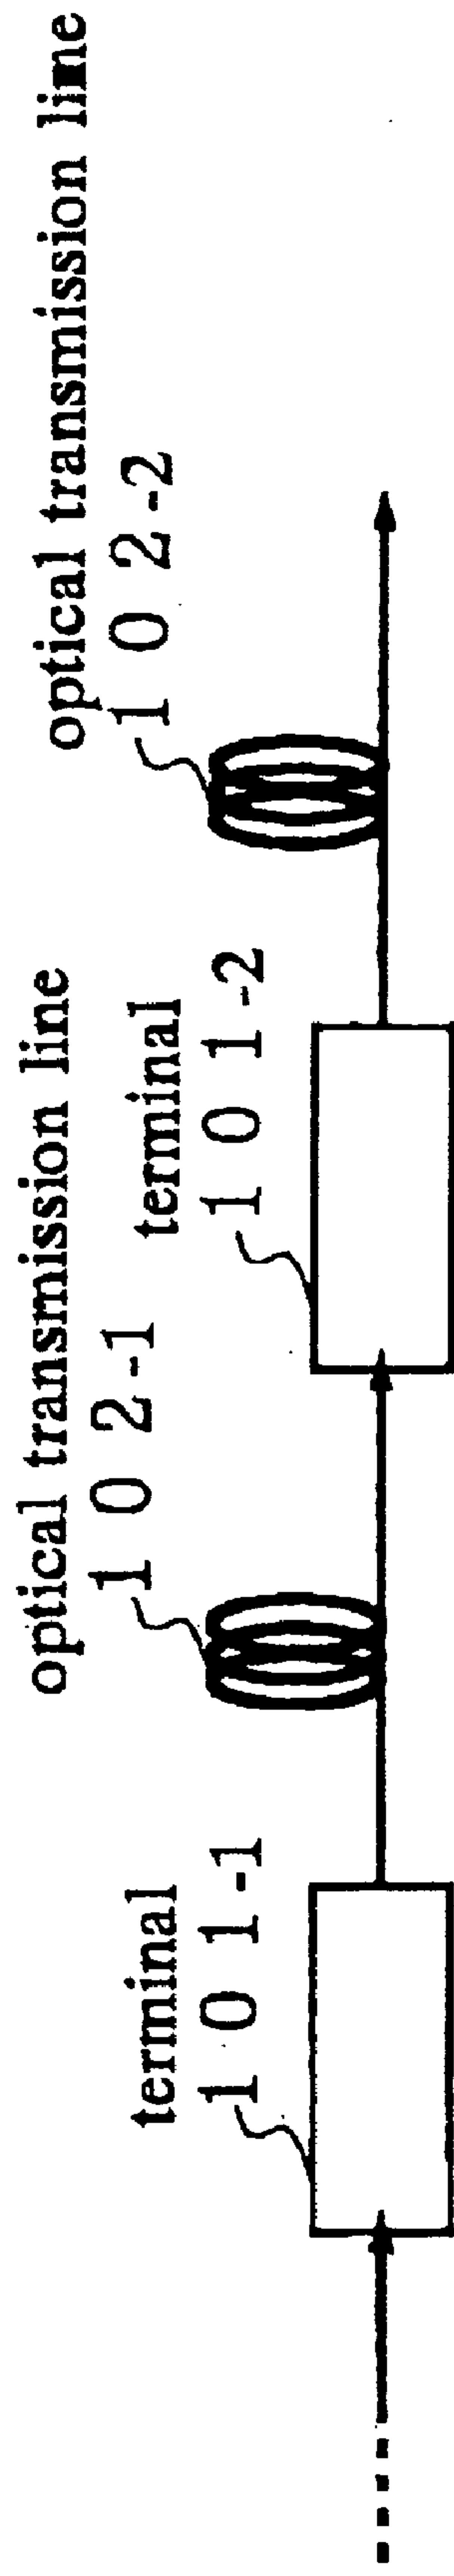 terminal
1 0 1-1
optical transmission line
1 0 2-1
terminal
1 0 1-2
optical transmission line
1 0 2-2